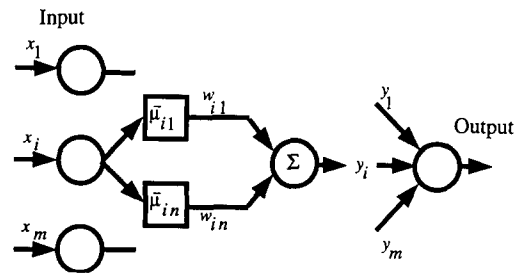 Input
x1
μ̄i1
wi1
xi
Σ
yi
μ̄in
win
xm
y1
Output
ym